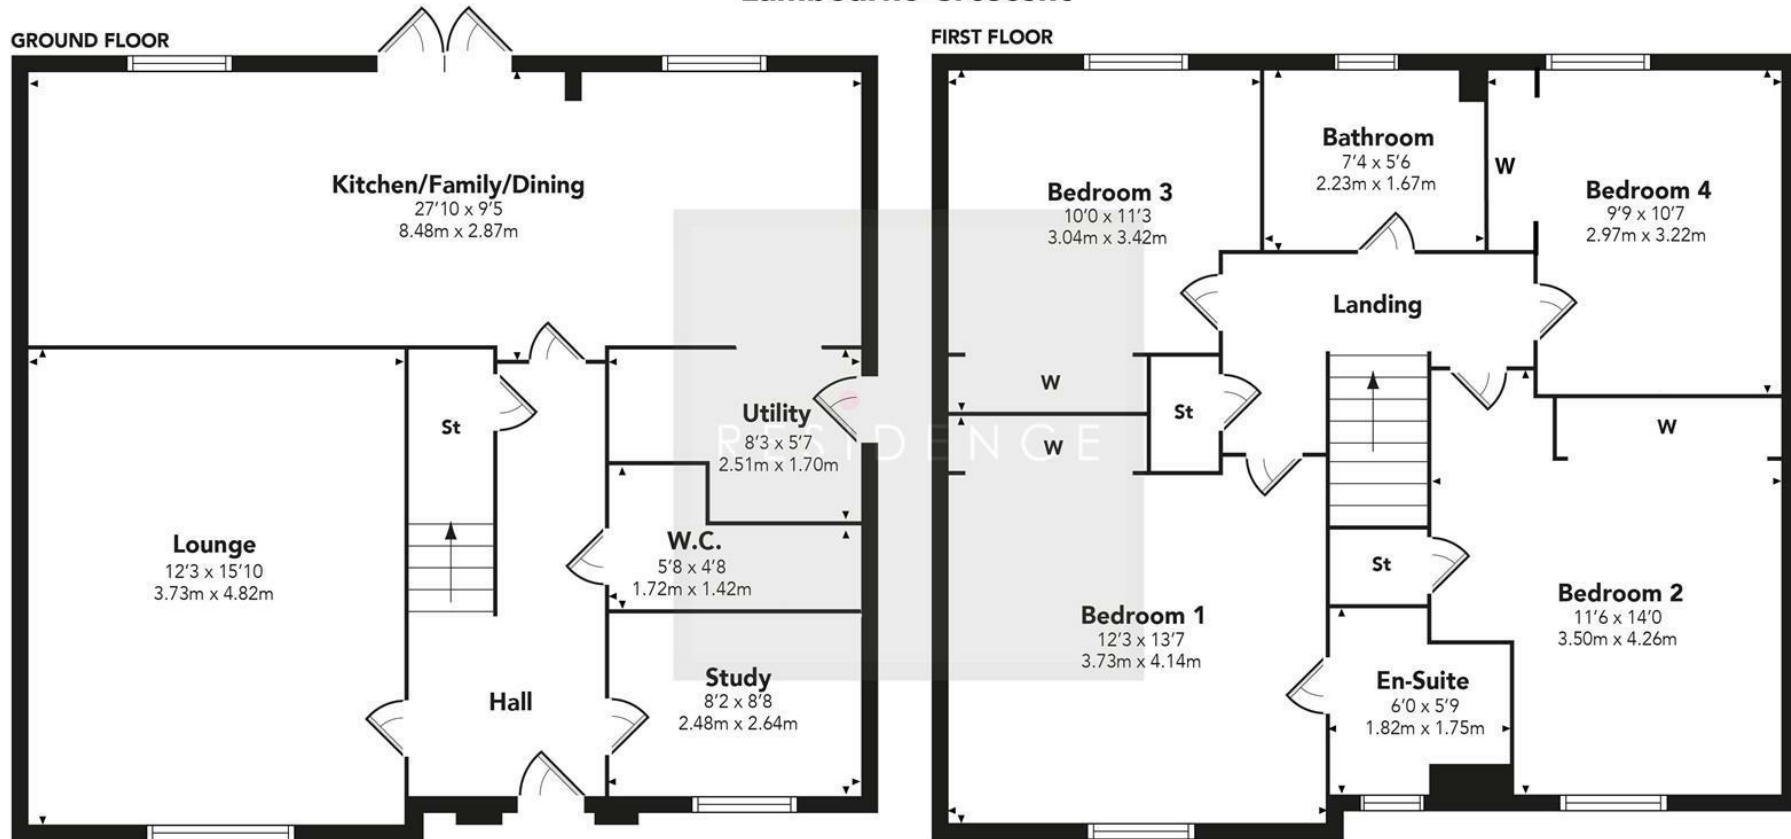 GROUND FLOOR
Kitchen/Family/Dining
27'10 x 9'5
8.48m x 2.87m
St
Utility
8'3 x 5'7
2.51m x 1.70m
Lounge
12'3 x 15'10
3.73m x 4.82m
W.C.
5'8 x 4'8
1.72m x 1.42m
Hall
Study
8'2 x 8'8
2.48m x 2.64m
FIRST FLOOR
Bedroom 3
10'0 x 11'3
3.04m x 3.42m
Bathroom
7'4 x 5'6
2.23m x 1.67m
W
Bedroom 4
9'9 x 10'7
2.97m x 3.22m
Landing
W
St
W
W
St
Bedroom 1
12'3 x 13'7
3.73m x 4.14m
Bedroom 2
11'6 x 14'0
3.50m x 4.26m
En-Suite
6'0 x 5'9
1.82m x 1.75m
RESIDENCE